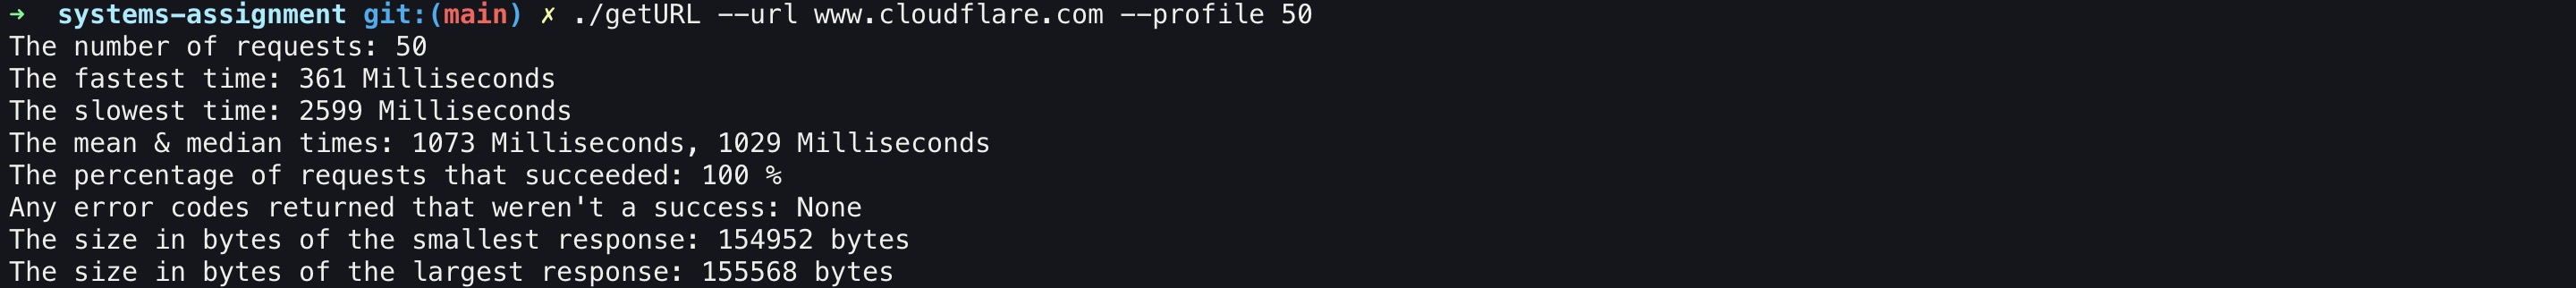 ➜  systems-assignment git:(main) ✗ ./getURL --url www.cloudflare.com --profile 50
The number of requests: 50
The fastest time: 361 Milliseconds
The slowest time: 2599 Milliseconds
The mean & median times: 1073 Milliseconds, 1029 Milliseconds
The percentage of requests that succeeded: 100 %
Any error codes returned that weren't a success: None
The size in bytes of the smallest response: 154952 bytes
The size in bytes of the largest response: 155568 bytes